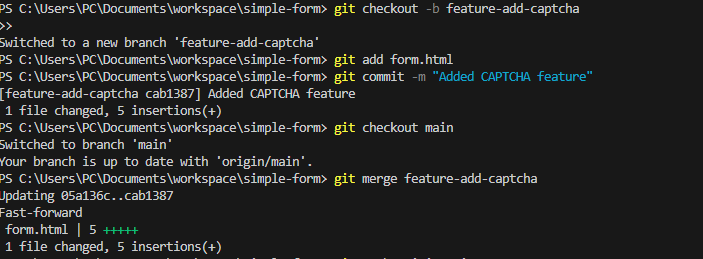 PS C:\Users\PC\Documents\workspace\simple-form> git checkout -b feature-add-captcha
>>
Switched to a new branch 'feature-add-captcha'
PS C:\Users\PC\Documents\workspace\simple-form> git add form.html
PS C:\Users\PC\Documents\workspace\simple-form> git commit -m "Added CAPTCHA feature"
[feature-add-captcha cab1387] Added CAPTCHA feature
 1 file changed, 5 insertions(+)
PS C:\Users\PC\Documents\workspace\simple-form> git checkout main
Switched to branch 'main'
Your branch is up to date with 'origin/main'.
PS C:\Users\PC\Documents\workspace\simple-form> git merge feature-add-captcha
Updating 05a136c..cab1387
Fast-forward
 form.html | 5 +++++
 1 file changed, 5 insertions(+)